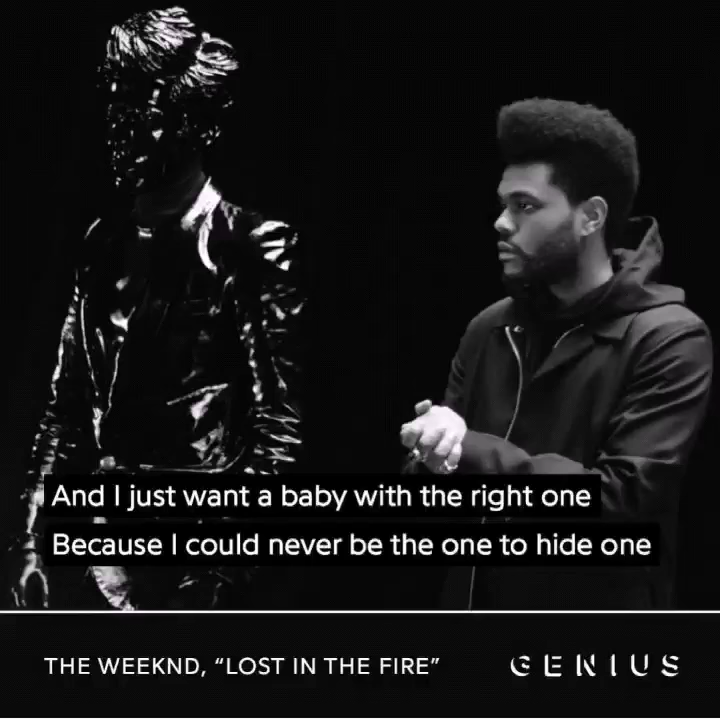 And I just want a baby with the right one
Because I could never be the one to hide one
THE WEEKND, “LOST IN THE FIRE”
GENIUS